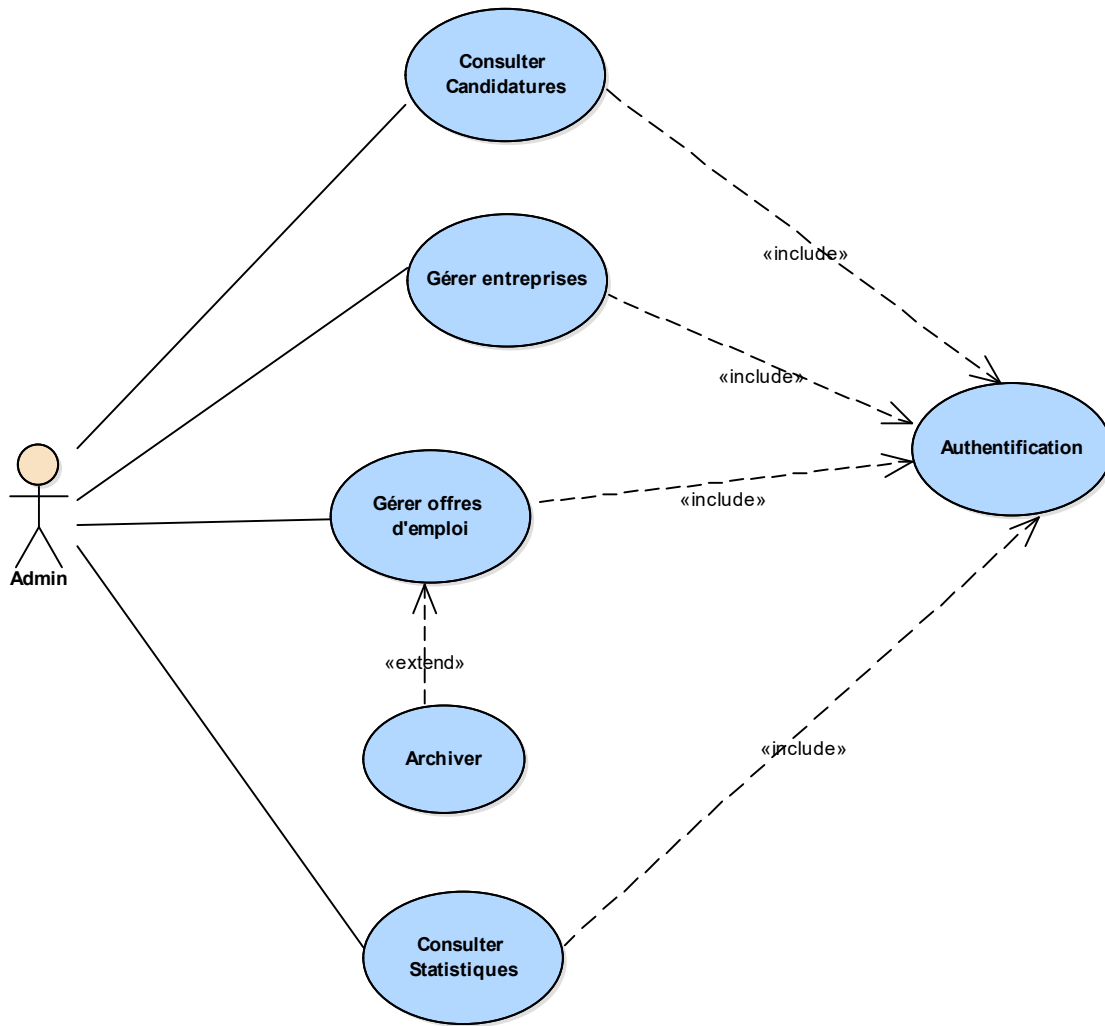 Consulter
Candidatures
«include»
Gérer entreprises
«include»
Authentification
Gérer offres
d'emploi
«include»
Admin
«extend»
Archiver
«include»
Consulter
Statistiques